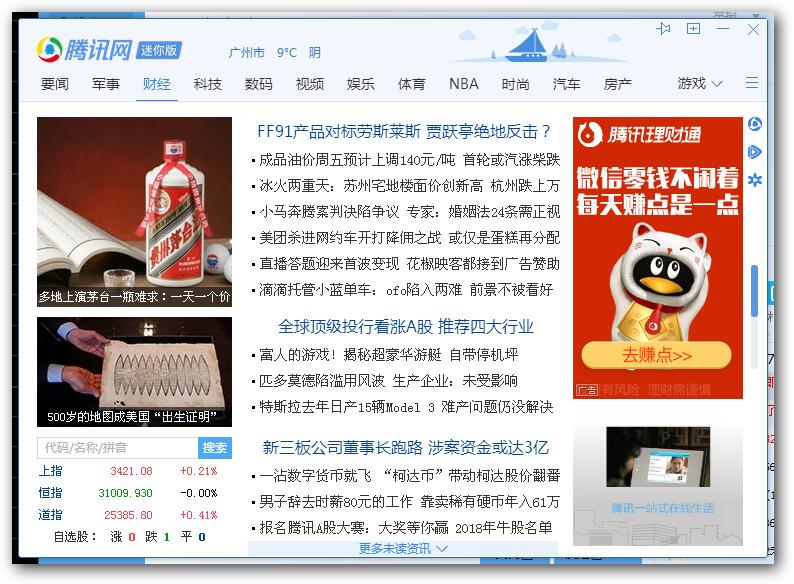 腾讯网 迷你版
广州市 9°C 阴
要闻 军事 财经 科技 数码 视频 娱乐 体育 NBA 时尚 汽车 房产 游戏
贵州茅台
多地上演茅台一瓶难求：一天一个价
500岁的地图成美国“出生证明”
代码/名称/拼音 搜索
上指 3421.08 +0.21%
恒指 31009.930 -0.00%
道指 25385.80 +0.41%
自选股： 涨 0 跌 1 平 0
FF91产品对标劳斯莱斯 贾跃亭绝地反击？
成品油价周五预计上调140元/吨 首轮或汽涨柴跌
冰火两重天：苏州宅地楼面价创新高 杭州跌上万
小马奔腾案判决陷争议 专家：婚姻法24条需正视
美团杀进网约车开打降佣之战 或仅是蛋糕再分配
直播答题迎来首波变现 花椒映客都接到广告赞助
滴滴托管小蓝单车：ofo陷入两难 前景不被看好
全球顶级投行看涨A股 推荐四大行业
富人的游戏！揭秘超豪华游艇 自带停机坪
匹多莫德陷滥用风波 生产企业：未受影响
特斯拉去年日产15辆Model 3 难产问题仍没解决
新三板公司董事长跑路 涉案资金或达3亿
一沾数字货币就飞 “柯达币”带动柯达股价翻番
男子辞去时薪80元的工作 靠卖稀有硬币年入61万
报名腾讯A股大赛：大奖等你赢 2018年牛股名单
更多未读资讯
腾讯理财通
微信零钱不闲着
每天赚点是一点
去赚点>>
广告 有风险 理财需谨慎
腾讯一站式在线生活